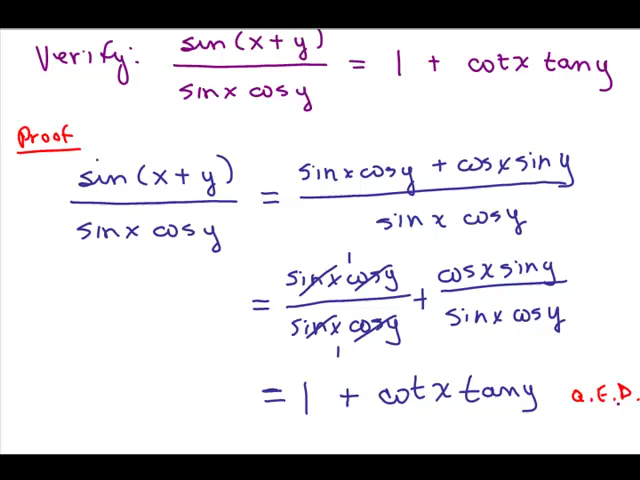 Verify: sin(x+y) / sinx cosy = 1 + cotx tany
Proof
sin(x+y) / sinx cosy = sinx cosy + cosx siny / sinx cosy
= sinx cosy / sinx cosy + cosx siny / sinx cosy
1
1
= 1 + cotx tany Q.E.D.